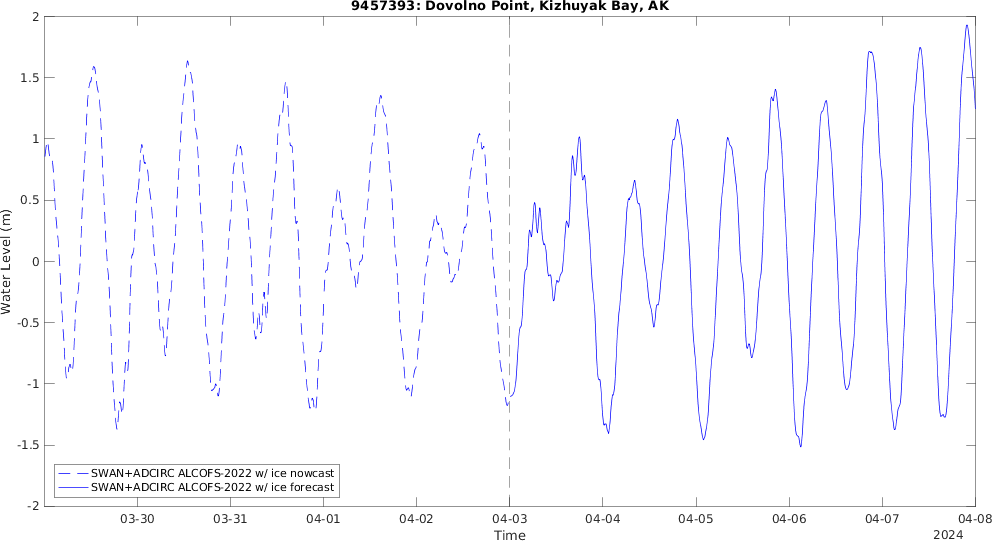 9457393: Dovolno Point, Kizhuyak Bay, AK
Water Level (m)
2
1.5
1
0.5
0
-0.5
-1
-1.5
-2
SWAN+ADCIRC ALCOFS-2022 w/ ice nowcast
SWAN+ADCIRC ALCOFS-2022 w/ ice forecast
03-30 03-31 04-01 04-02 04-03 04-04 04-05 04-06 04-07 04-08
Time
2024